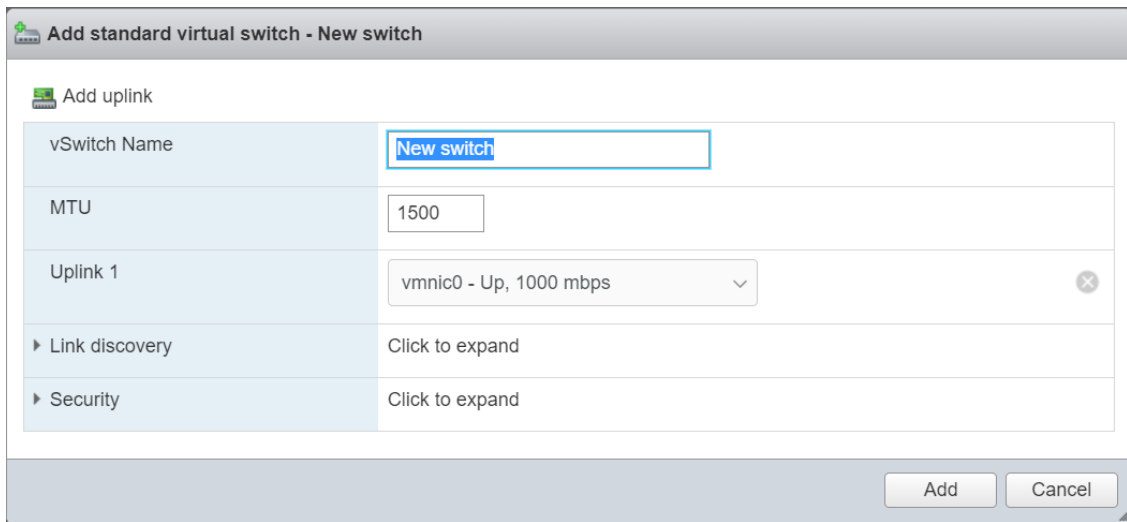 Add standard virtual switch - New switch
Add uplink
vSwitch Name
New switch
MTU
1500
Uplink 1
vmnic0 - Up, 1000 mbps
Link discovery
Click to expand
Security
Click to expand
Add
Cancel